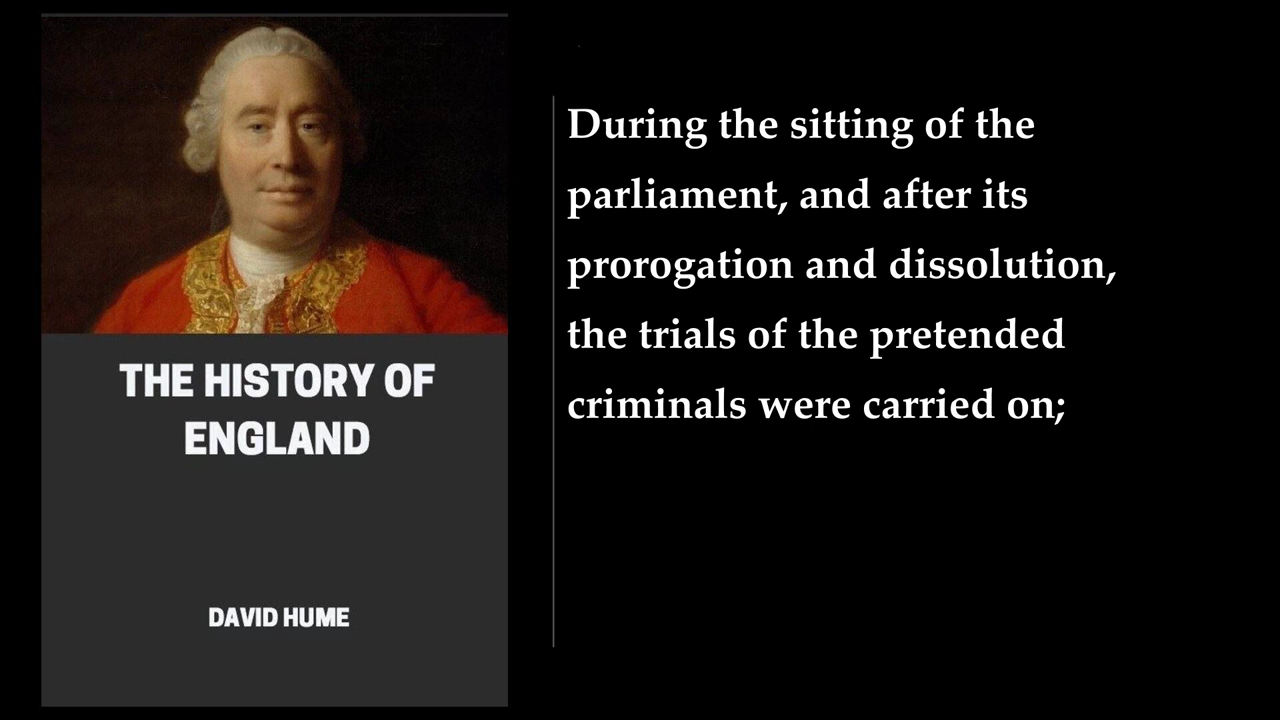 THE HISTORY OF
ENGLAND
DAVID HUME
During the sitting of the
parliament, and after its
prorogation and dissolution,
the trials of the pretended
criminals were carried on;